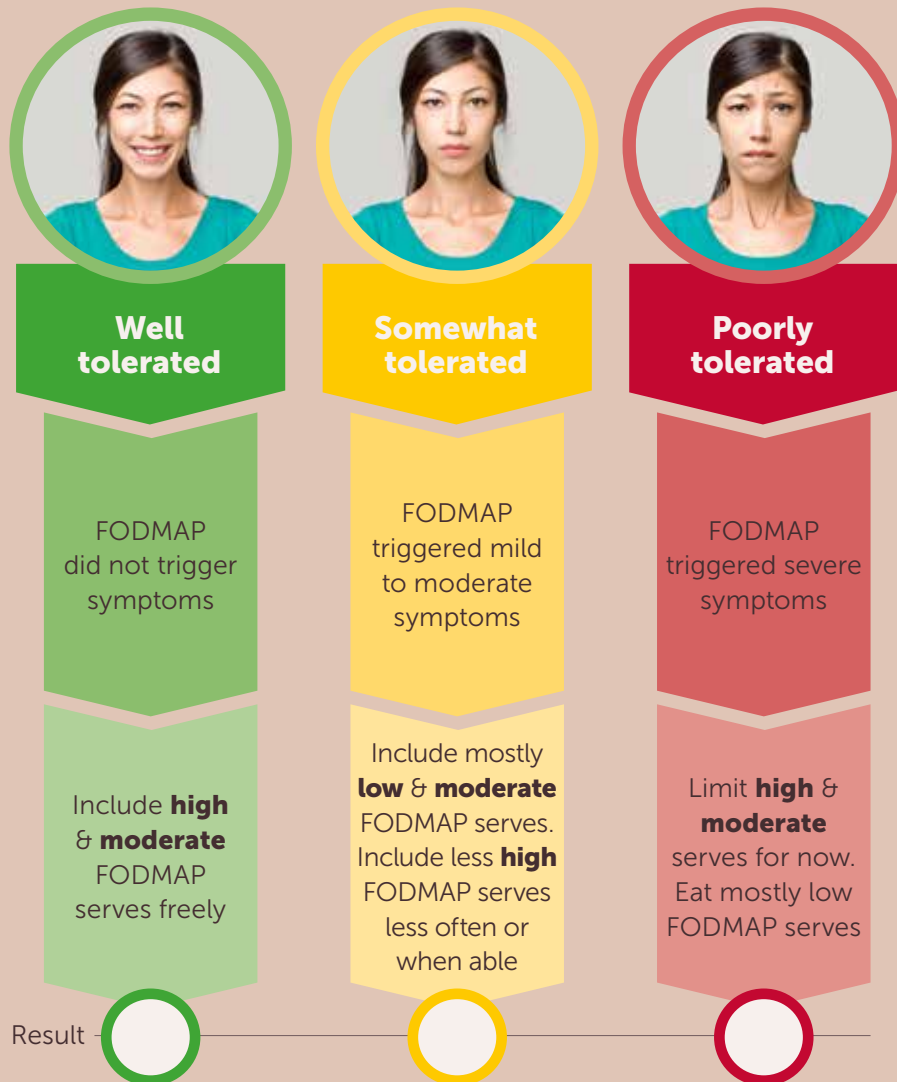 Well
tolerated
Somewhat
tolerated
Poorly
tolerated
FODMAP
did not trigger
symptoms
FODMAP
triggered mild
to moderate
symptoms
FODMAP
triggered severe
symptoms
Include high
& moderate
FODMAP
serves freely
Include mostly
low & moderate
FODMAP serves.
Include less high
FODMAP serves
less often or
when able
Limit high &
moderate
serves for now.
Eat mostly low
FODMAP serves
Result